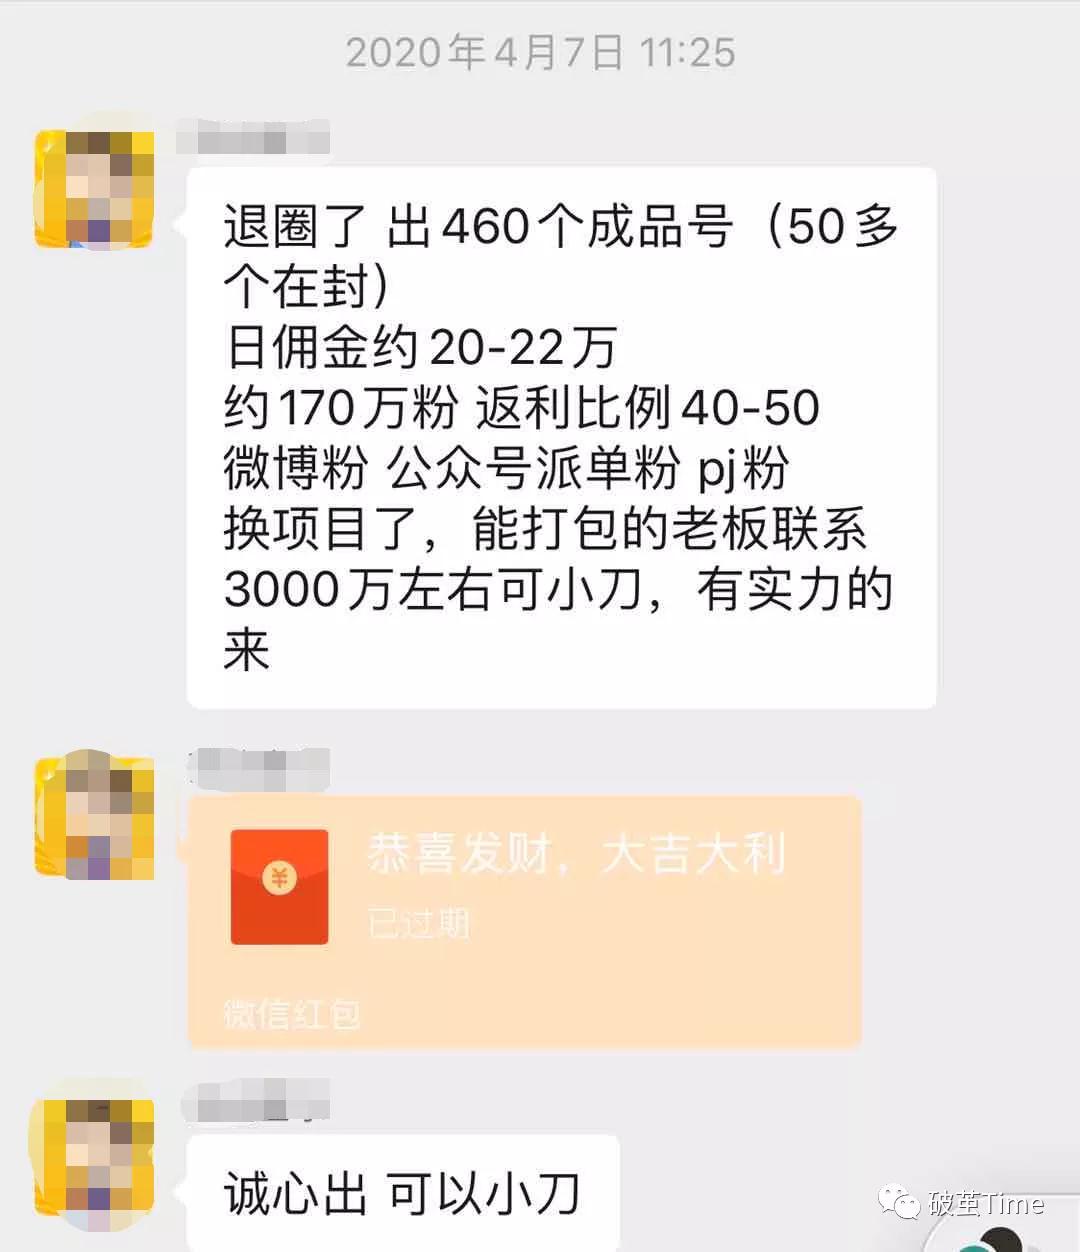 2020年4月7日 11:25
退圈了 出460个成品号（50多
个在封）
日佣金约20-22万
约170万粉 返利比例40-50
微博粉 公众号派单粉 pj粉
换项目了，能打包的老板联系
3000万左右可小刀，有实力的
来
恭喜发财，大吉大利
已过期
微信红包
诚心出 可以小刀
破茧Time